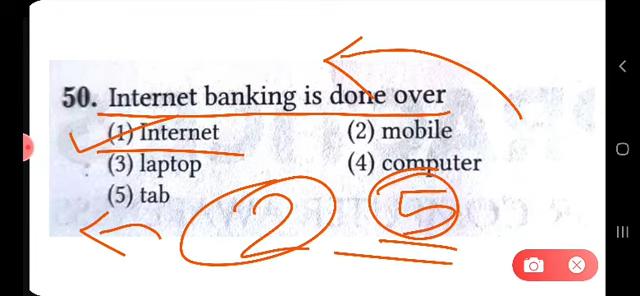 50. Internet banking is done over
(1) Internet (2) mobile
(3) laptop (4) computer
(5) tab
2 5